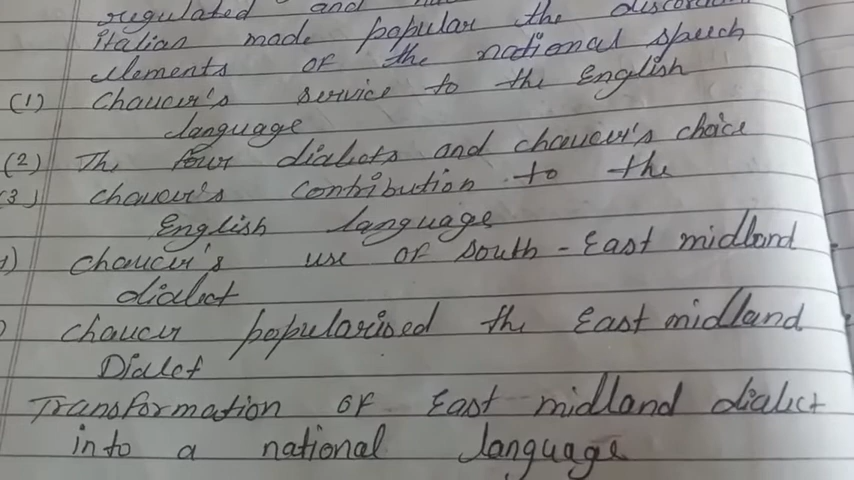 regulated and
italian made popular the discordant
elements of the national speech
(1) Chaucer's service to the English
language
(2) The four dialects and chaucer's choice
(3) chaucer's contribution to the
English language
) chaucer's use of south-East midland
dialect
) chaucer popularised the East midland
Dialct
Transformation of East midland dialect
into a national language